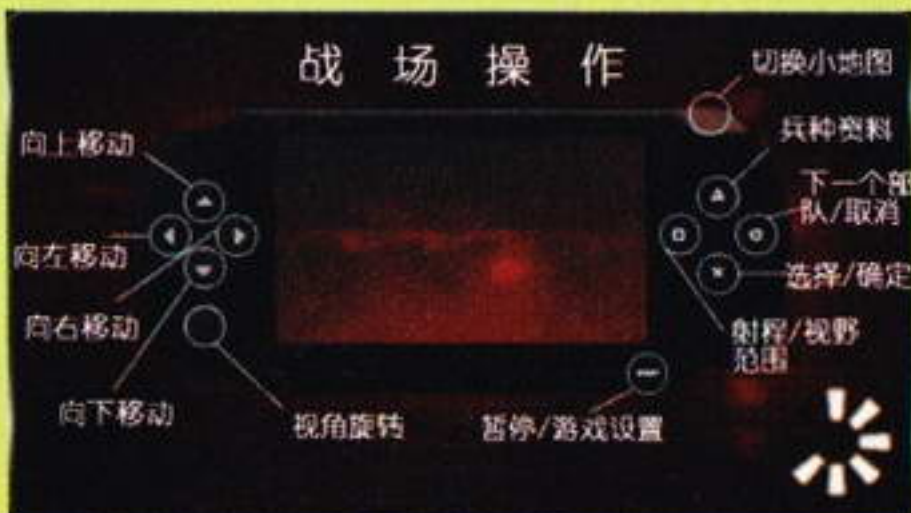 战场操作
切换小地图
兵种资料
向上移动
下一个部
队/取消
向左移动
选择/确定
向右移动
射程/视野
范围
向下移动
视角旋转
暂停/游戏设置